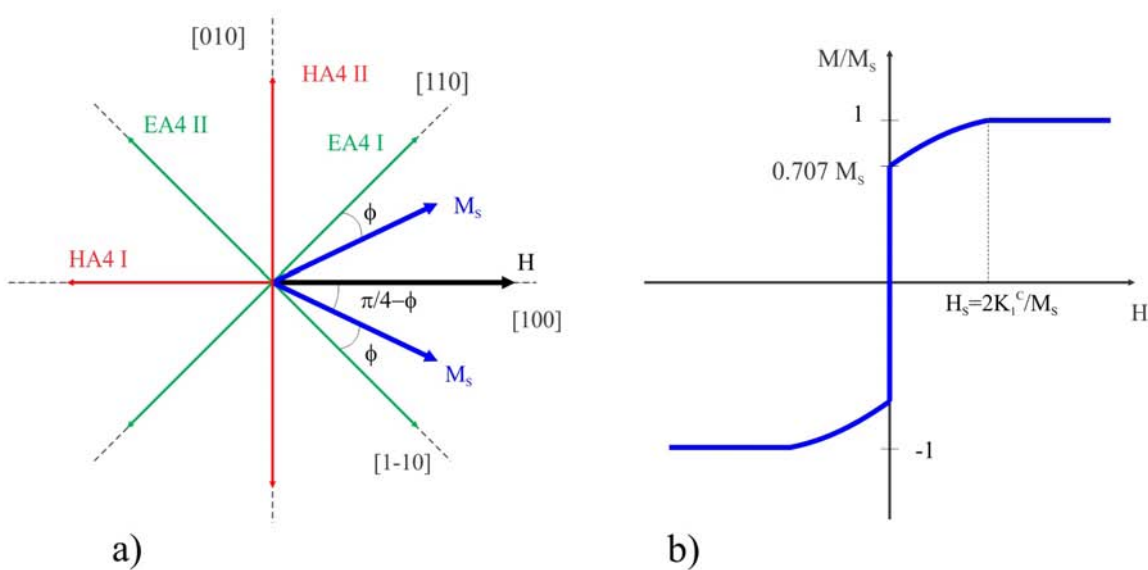 [010]
HA4 II
[110]
EA4 II
EA4 I
ϕ
Mₛ
HA4 I
H
π/4−ϕ
[100]
ϕ
Mₛ
[1-10]
a)
M/Mₛ
1
0.707 Mₛ
Hₛ=2K₁ᶜ/Mₛ
H
-1
b)